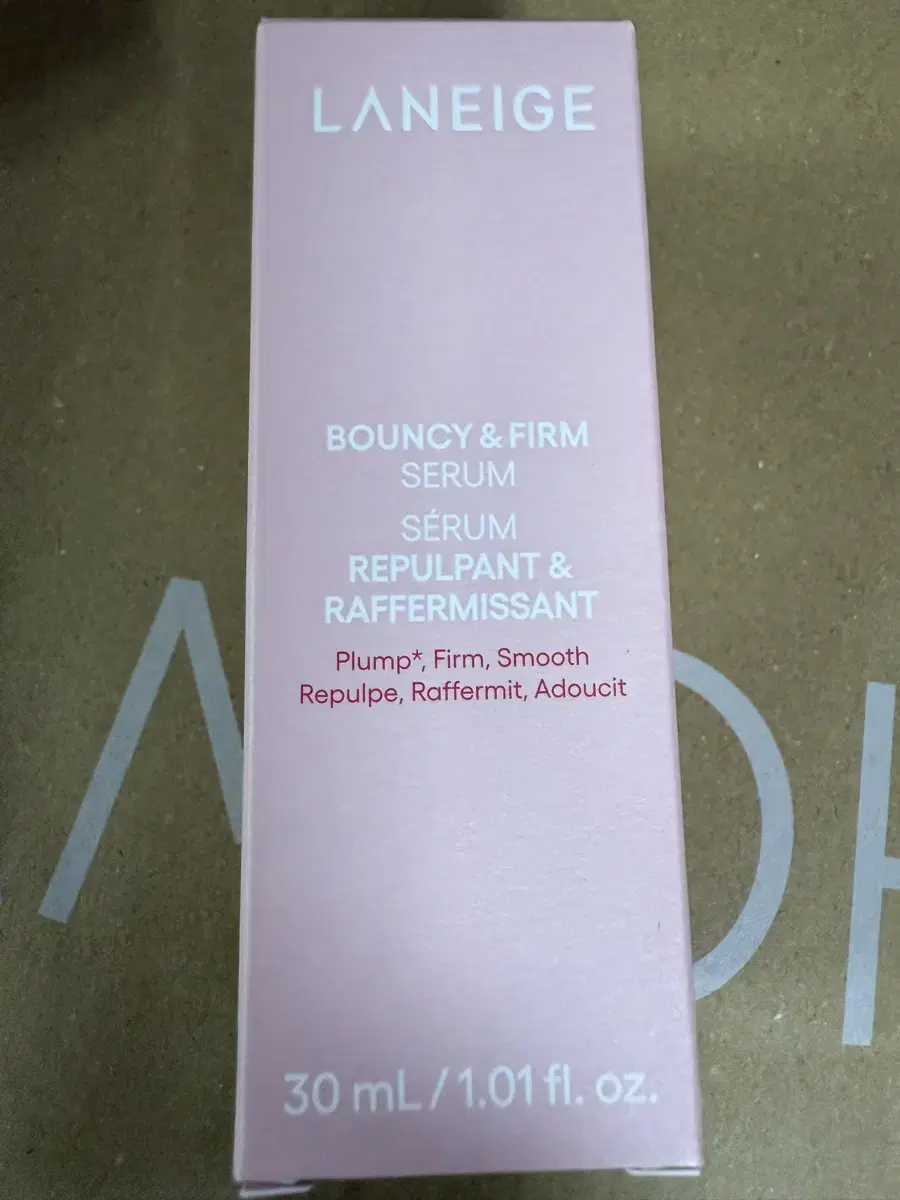 LANEIGE
BOUNCY & FIRM
SERUM
SÉRUM
REPULPANT &
RAFFERMISSANT
Plump*, Firm, Smooth
Repulpe, Raffermit, Adoucit
30 mL / 1.01 fl. oz.